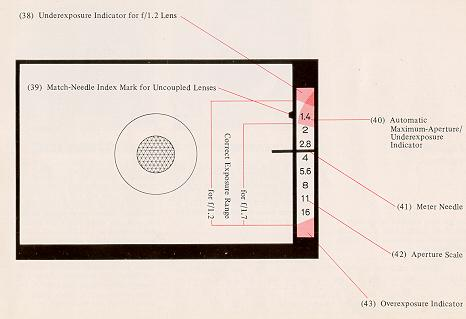 (38) Underexposure Indicator for f/1.2 Lens
(39) Match-Needle Index Mark for Uncoupled Lenses
1.4
2
2.8
4
5.6
8
11
16
Correct Exposure Range
for f/1.2
for f/1.7
(40) Automatic
Maximum-Aperture/
Underexposure
Indicator
(41) Meter Needle
(42) Aperture Scale
(43) Overexposure Indicator